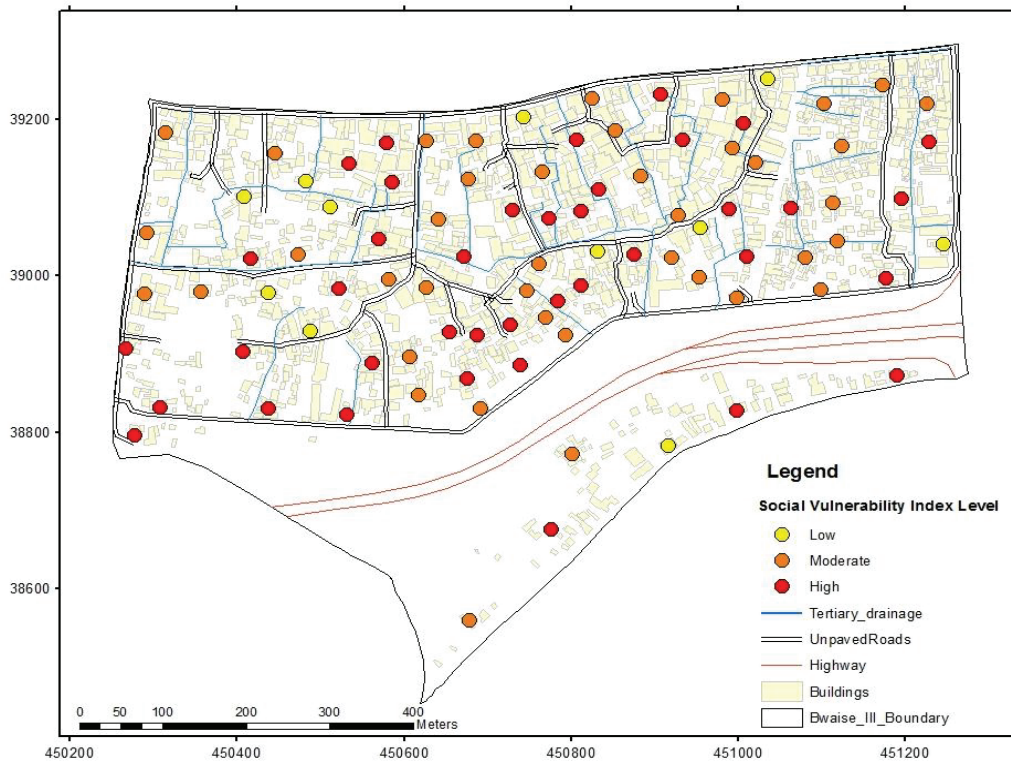 39200
39000
38800
38600
Legend
Social Vulnerability Index Level
Low
Moderate
High
Tertiary_drainage
UnpavedRoads
Highway
Buildings
Bwaise_III_Boundary
0 50 100 200 300 400
Meters
450200 450400 450600 450800 451000 451200